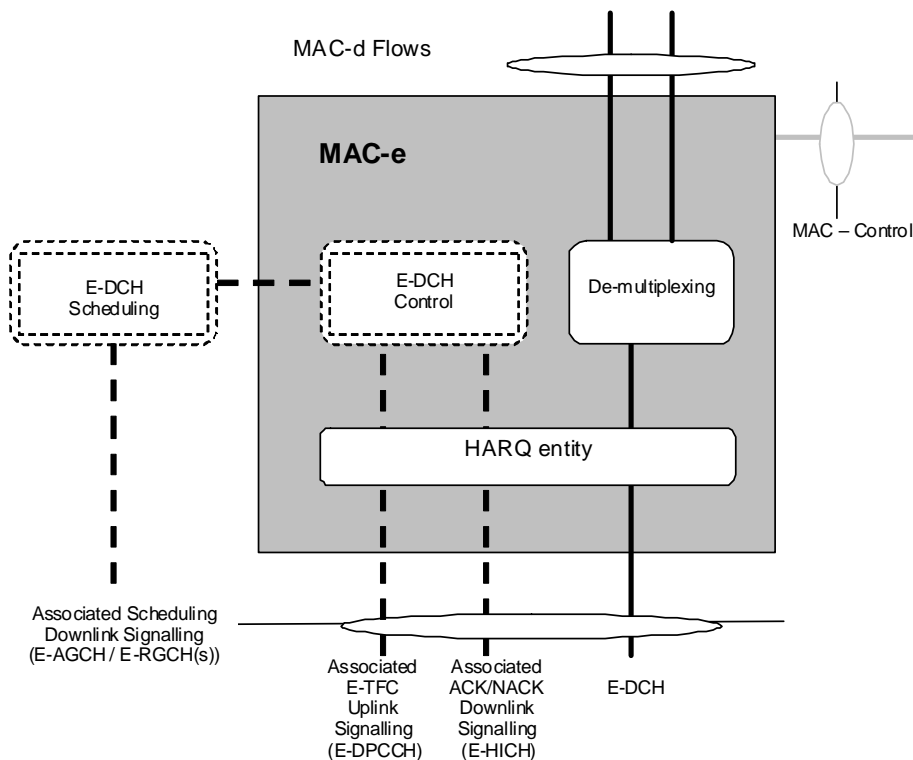 MAC-d Flows
MAC-e
MAC – Control
E-DCH
Scheduling
E-DCH
Control
De-multiplexing
HARQ entity
Associated Scheduling
Downlink Signalling
(E-AGCH / E-RGCH(s))
Associated
E-TFC
Uplink
Signalling
(E-DPCCH)
Associated
ACK/NACK
Downlink
Signalling
(E-HICH)
E-DCH